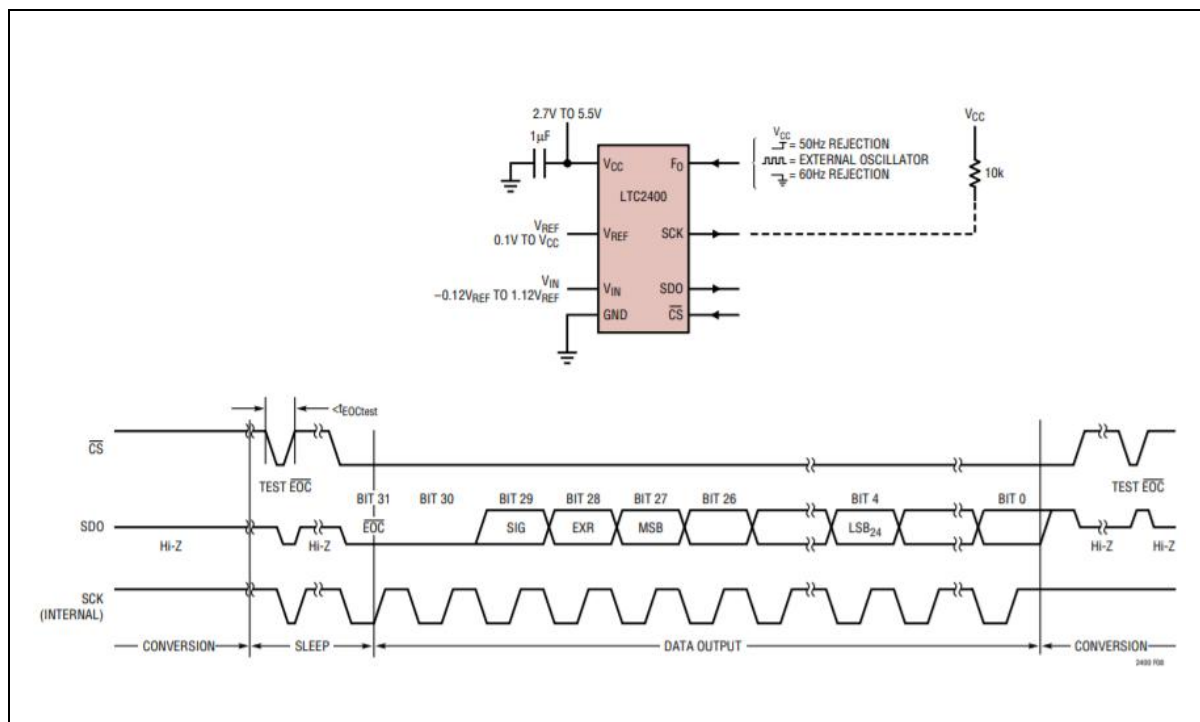 2.7V TO 5.5V
1µF
VCC
LTC2400
FO
VCC
= 50Hz REJECTION
= EXTERNAL OSCILLATOR
= 60Hz REJECTION
VCC
10k
VREF
0.1V TO VCC
VREF
SCK
VIN
–0.12VREF TO 1.12VREF
VIN
SDO
GND
CS
<tEOCtest
CS
TEST EOC
TEST EOC
BIT 31 BIT 30 BIT 29 BIT 28 BIT 27 BIT 26 BIT 4 BIT 0
SDO
EOC SIG EXR MSB LSB24
Hi-Z Hi-Z Hi-Z Hi-Z
SCK
(INTERNAL)
CONVERSION SLEEP DATA OUTPUT CONVERSION
2400 F08